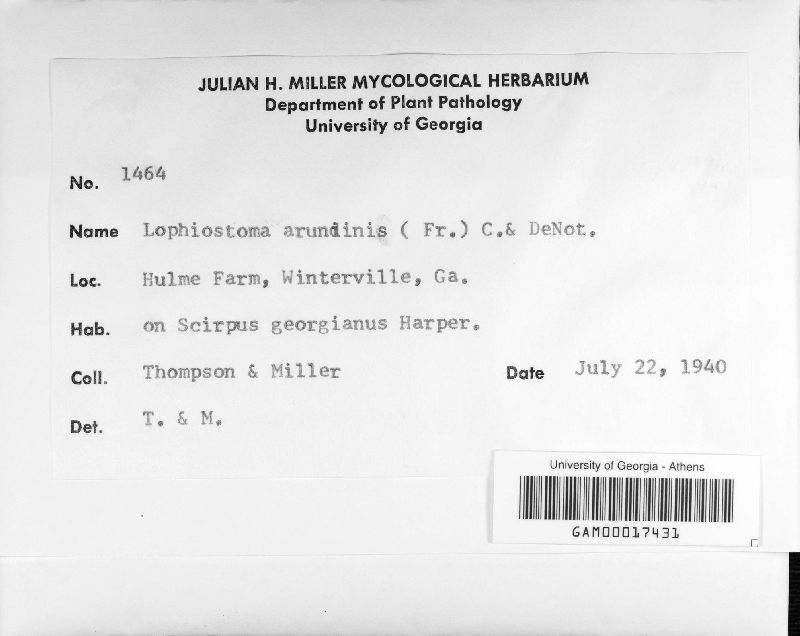 JULIAN H. MILLER MYCOLOGICAL HERBARIUM
Department of Plant Pathology
University of Georgia
No. 1464
Name Lophiostoma arundinis ( Fr.) C.& DeNot.
Loc. Hulme Farm, Winterville, Ga.
Hab. on Scirpus georgianus Harper.
Coll. Thompson & Miller Date July 22, 1940
Det. T. & M.
University of Georgia - Athens
GAM00017431